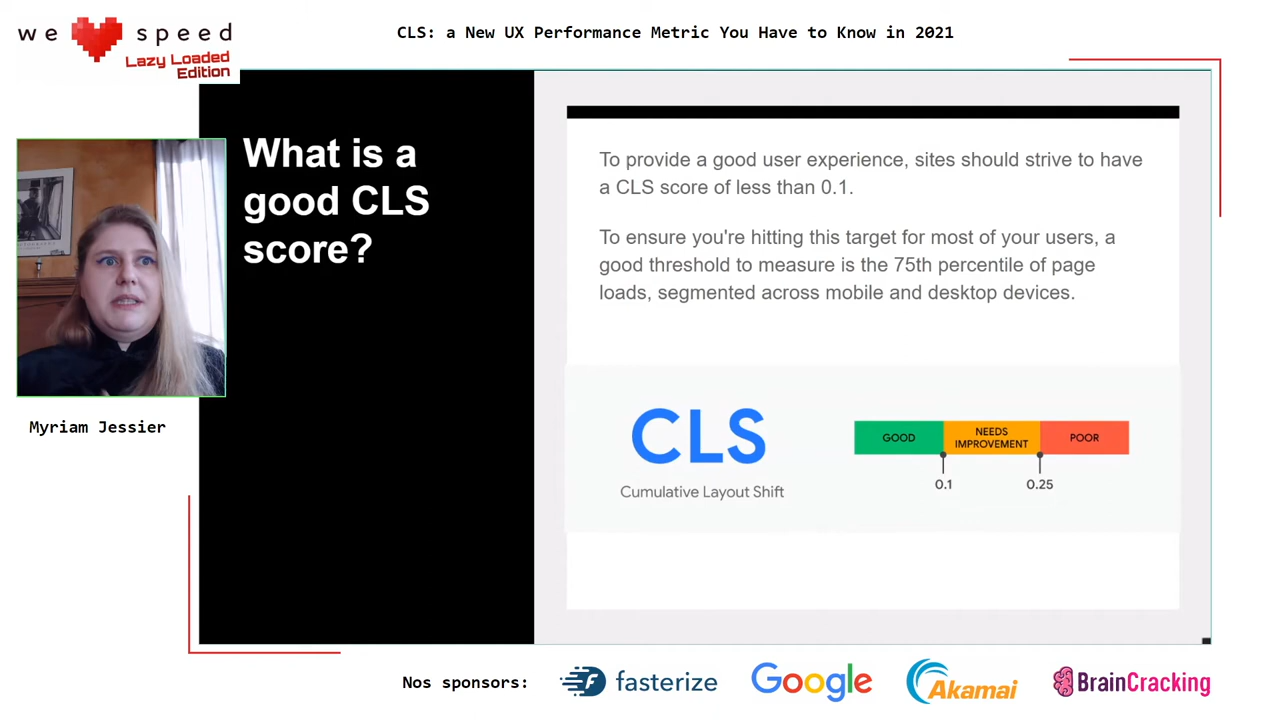 we speed
Lazy Loaded
Edition
CLS: a New UX Performance Metric You Have to Know in 2021
What is a
good CLS
score?
To provide a good user experience, sites should strive to have
a CLS score of less than 0.1.
To ensure you're hitting this target for most of your users, a
good threshold to measure is the 75th percentile of page
loads, segmented across mobile and desktop devices.
CLS
Cumulative Layout Shift
GOOD
NEEDS
IMPROVEMENT
POOR
0.1
0.25
Myriam Jessier
Nos sponsors:
fasterize
Google
Akamai
BrainCracking